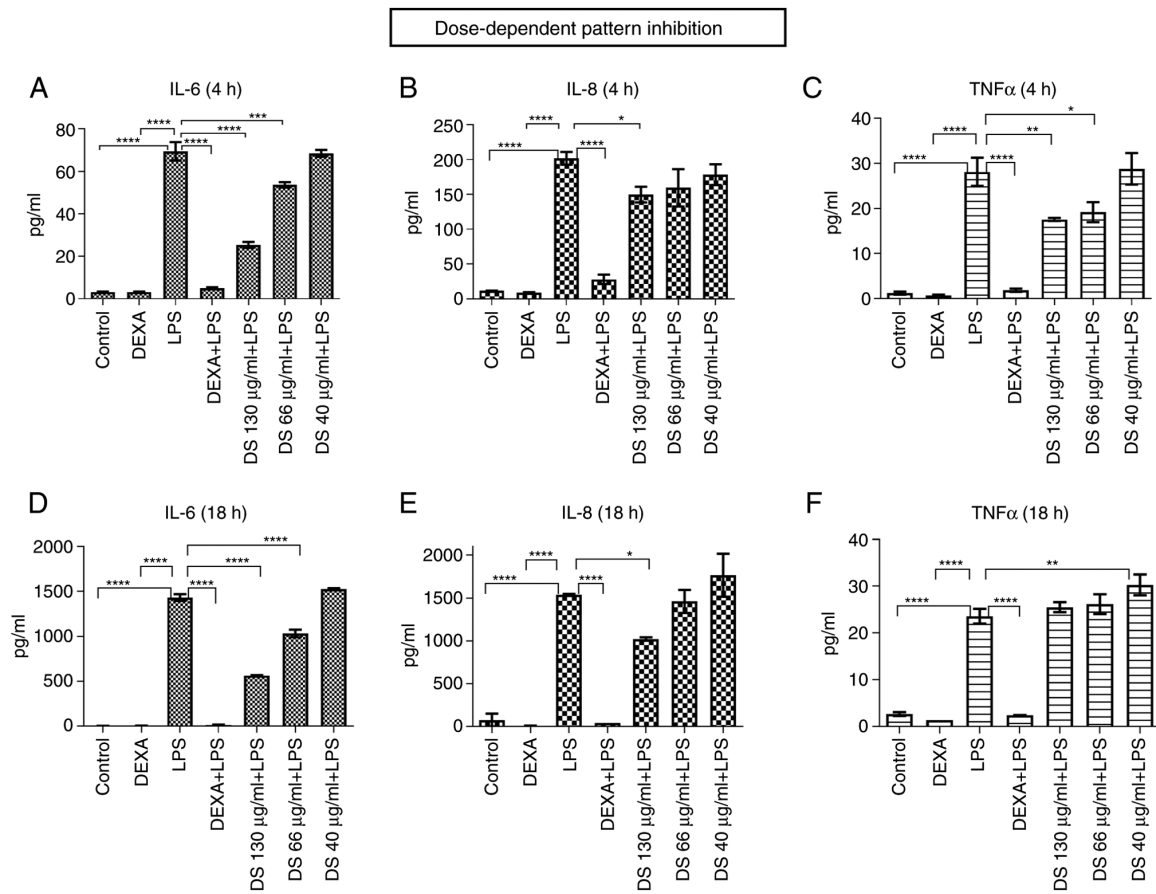 Dose-dependent pattern inhibition
A
IL-6 (4 h)
pg/ml
80
60
40
20
0
****
****
****
****
***
Control
DEXA
LPS
DEXA+LPS
DS 130 µg/ml+LPS
DS 66 µg/ml+LPS
DS 40 µg/ml+LPS
B
IL-8 (4 h)
pg/ml
250
200
150
100
50
0
****
****
****
*
Control
DEXA
LPS
DEXA+LPS
DS 130 µg/ml+LPS
DS 66 µg/ml+LPS
DS 40 µg/ml+LPS
C
TNFα (4 h)
pg/ml
40
30
20
10
0
****
****
****
**
*
Control
DEXA
LPS
DEXA+LPS
DS 130 µg/ml+LPS
DS 66 µg/ml+LPS
DS 40 µg/ml+LPS
D
IL-6 (18 h)
pg/ml
2000
1500
1000
500
0
****
****
****
****
****
Control
DEXA
LPS
DEXA+LPS
DS 130 µg/ml+LPS
DS 66 µg/ml+LPS
DS 40 µg/ml+LPS
E
IL-8 (18 h)
pg/ml
2000
1500
1000
500
0
****
****
****
*
Control
DEXA
LPS
DEXA+LPS
DS 130 µg/ml+LPS
DS 66 µg/ml+LPS
DS 40 µg/ml+LPS
F
TNFα (18 h)
pg/ml
40
30
20
10
0
****
****
****
**
Control
DEXA
LPS
DEXA+LPS
DS 130 µg/ml+LPS
DS 66 µg/ml+LPS
DS 40 µg/ml+LPS